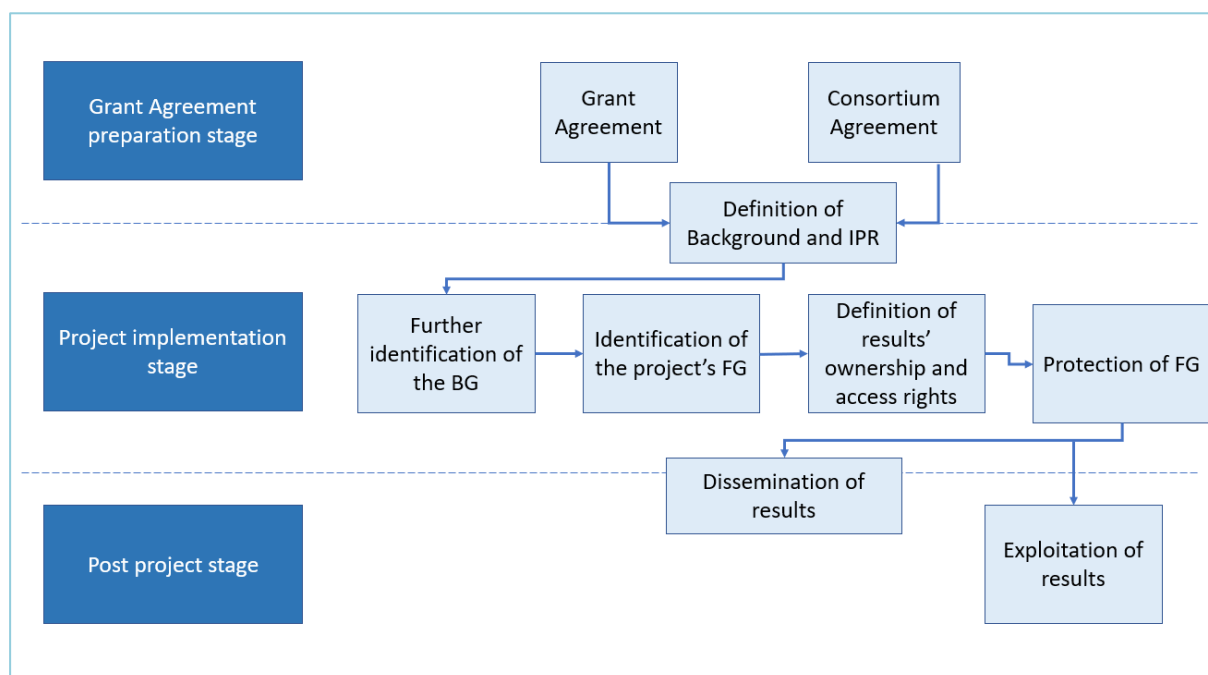 Grant Agreement
preparation stage
Grant
Agreement
Consortium
Agreement
Definition of
Background and IPR
Project implementation
stage
Further
identification of
the BG
Identification of
the project's FG
Definition of
results'
ownership and
access rights
Protection of FG
Post project stage
Dissemination of
results
Exploitation of
results